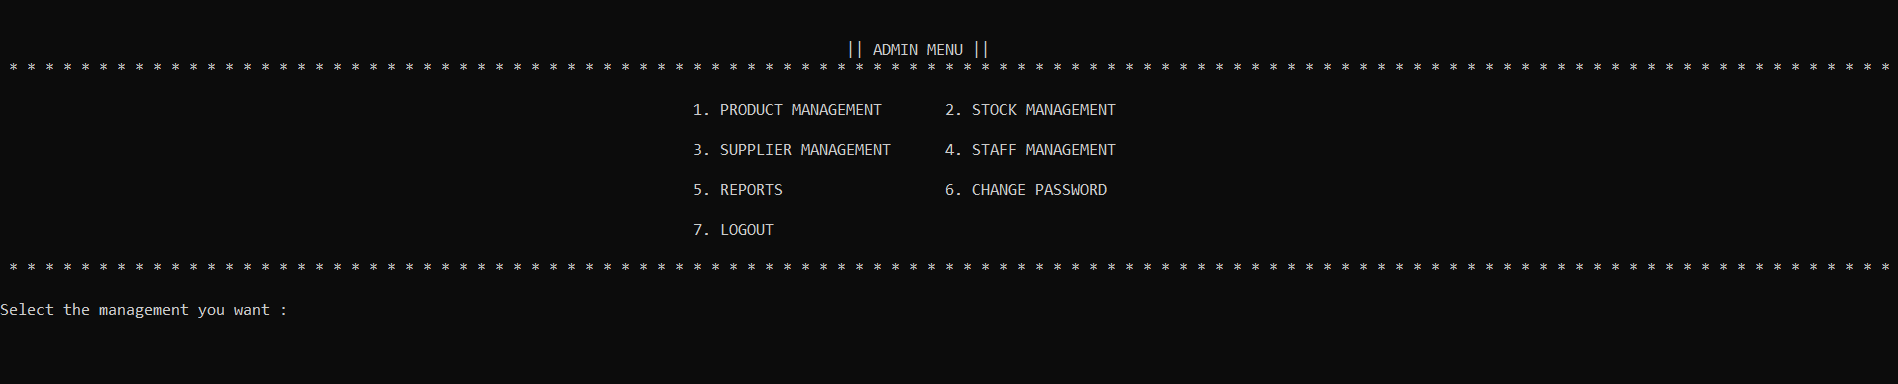 || ADMIN MENU ||
* * * * * * * * * * * * * * * * * * * * * * * * * * * * * * * * * * * * * * * * * * * * * * * * * * * * * * * * * * * * * * * * * * * * * * * * * * * * * * * * * * * * * * * * * * * * * * * * * * * * * * * * *
1. PRODUCT MANAGEMENT 2. STOCK MANAGEMENT
3. SUPPLIER MANAGEMENT 4. STAFF MANAGEMENT
5. REPORTS 6. CHANGE PASSWORD
7. LOGOUT
* * * * * * * * * * * * * * * * * * * * * * * * * * * * * * * * * * * * * * * * * * * * * * * * * * * * * * * * * * * * * * * * * * * * * * * * * * * * * * * * * * * * * * * * * * * * * * * * * * * * * * * * *
Select the management you want :